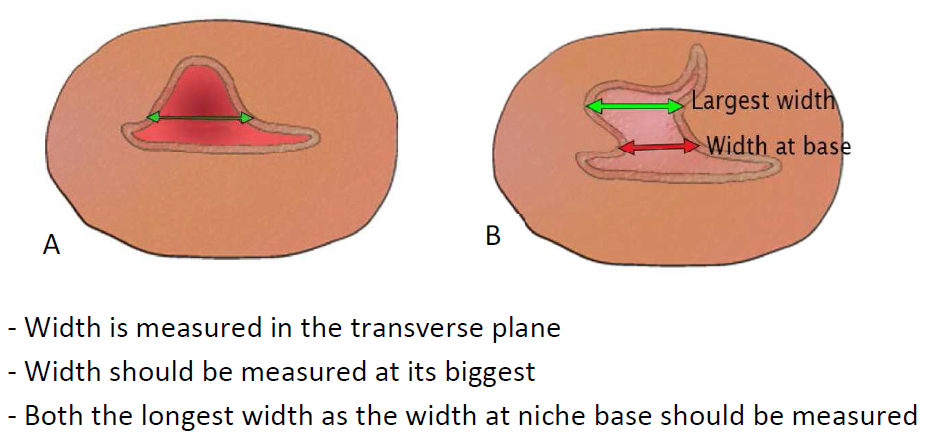 Largest width
Width at base
A
B
- Width is measured in the transverse plane
- Width should be measured at its biggest
- Both the longest width as the width at niche base should be measured